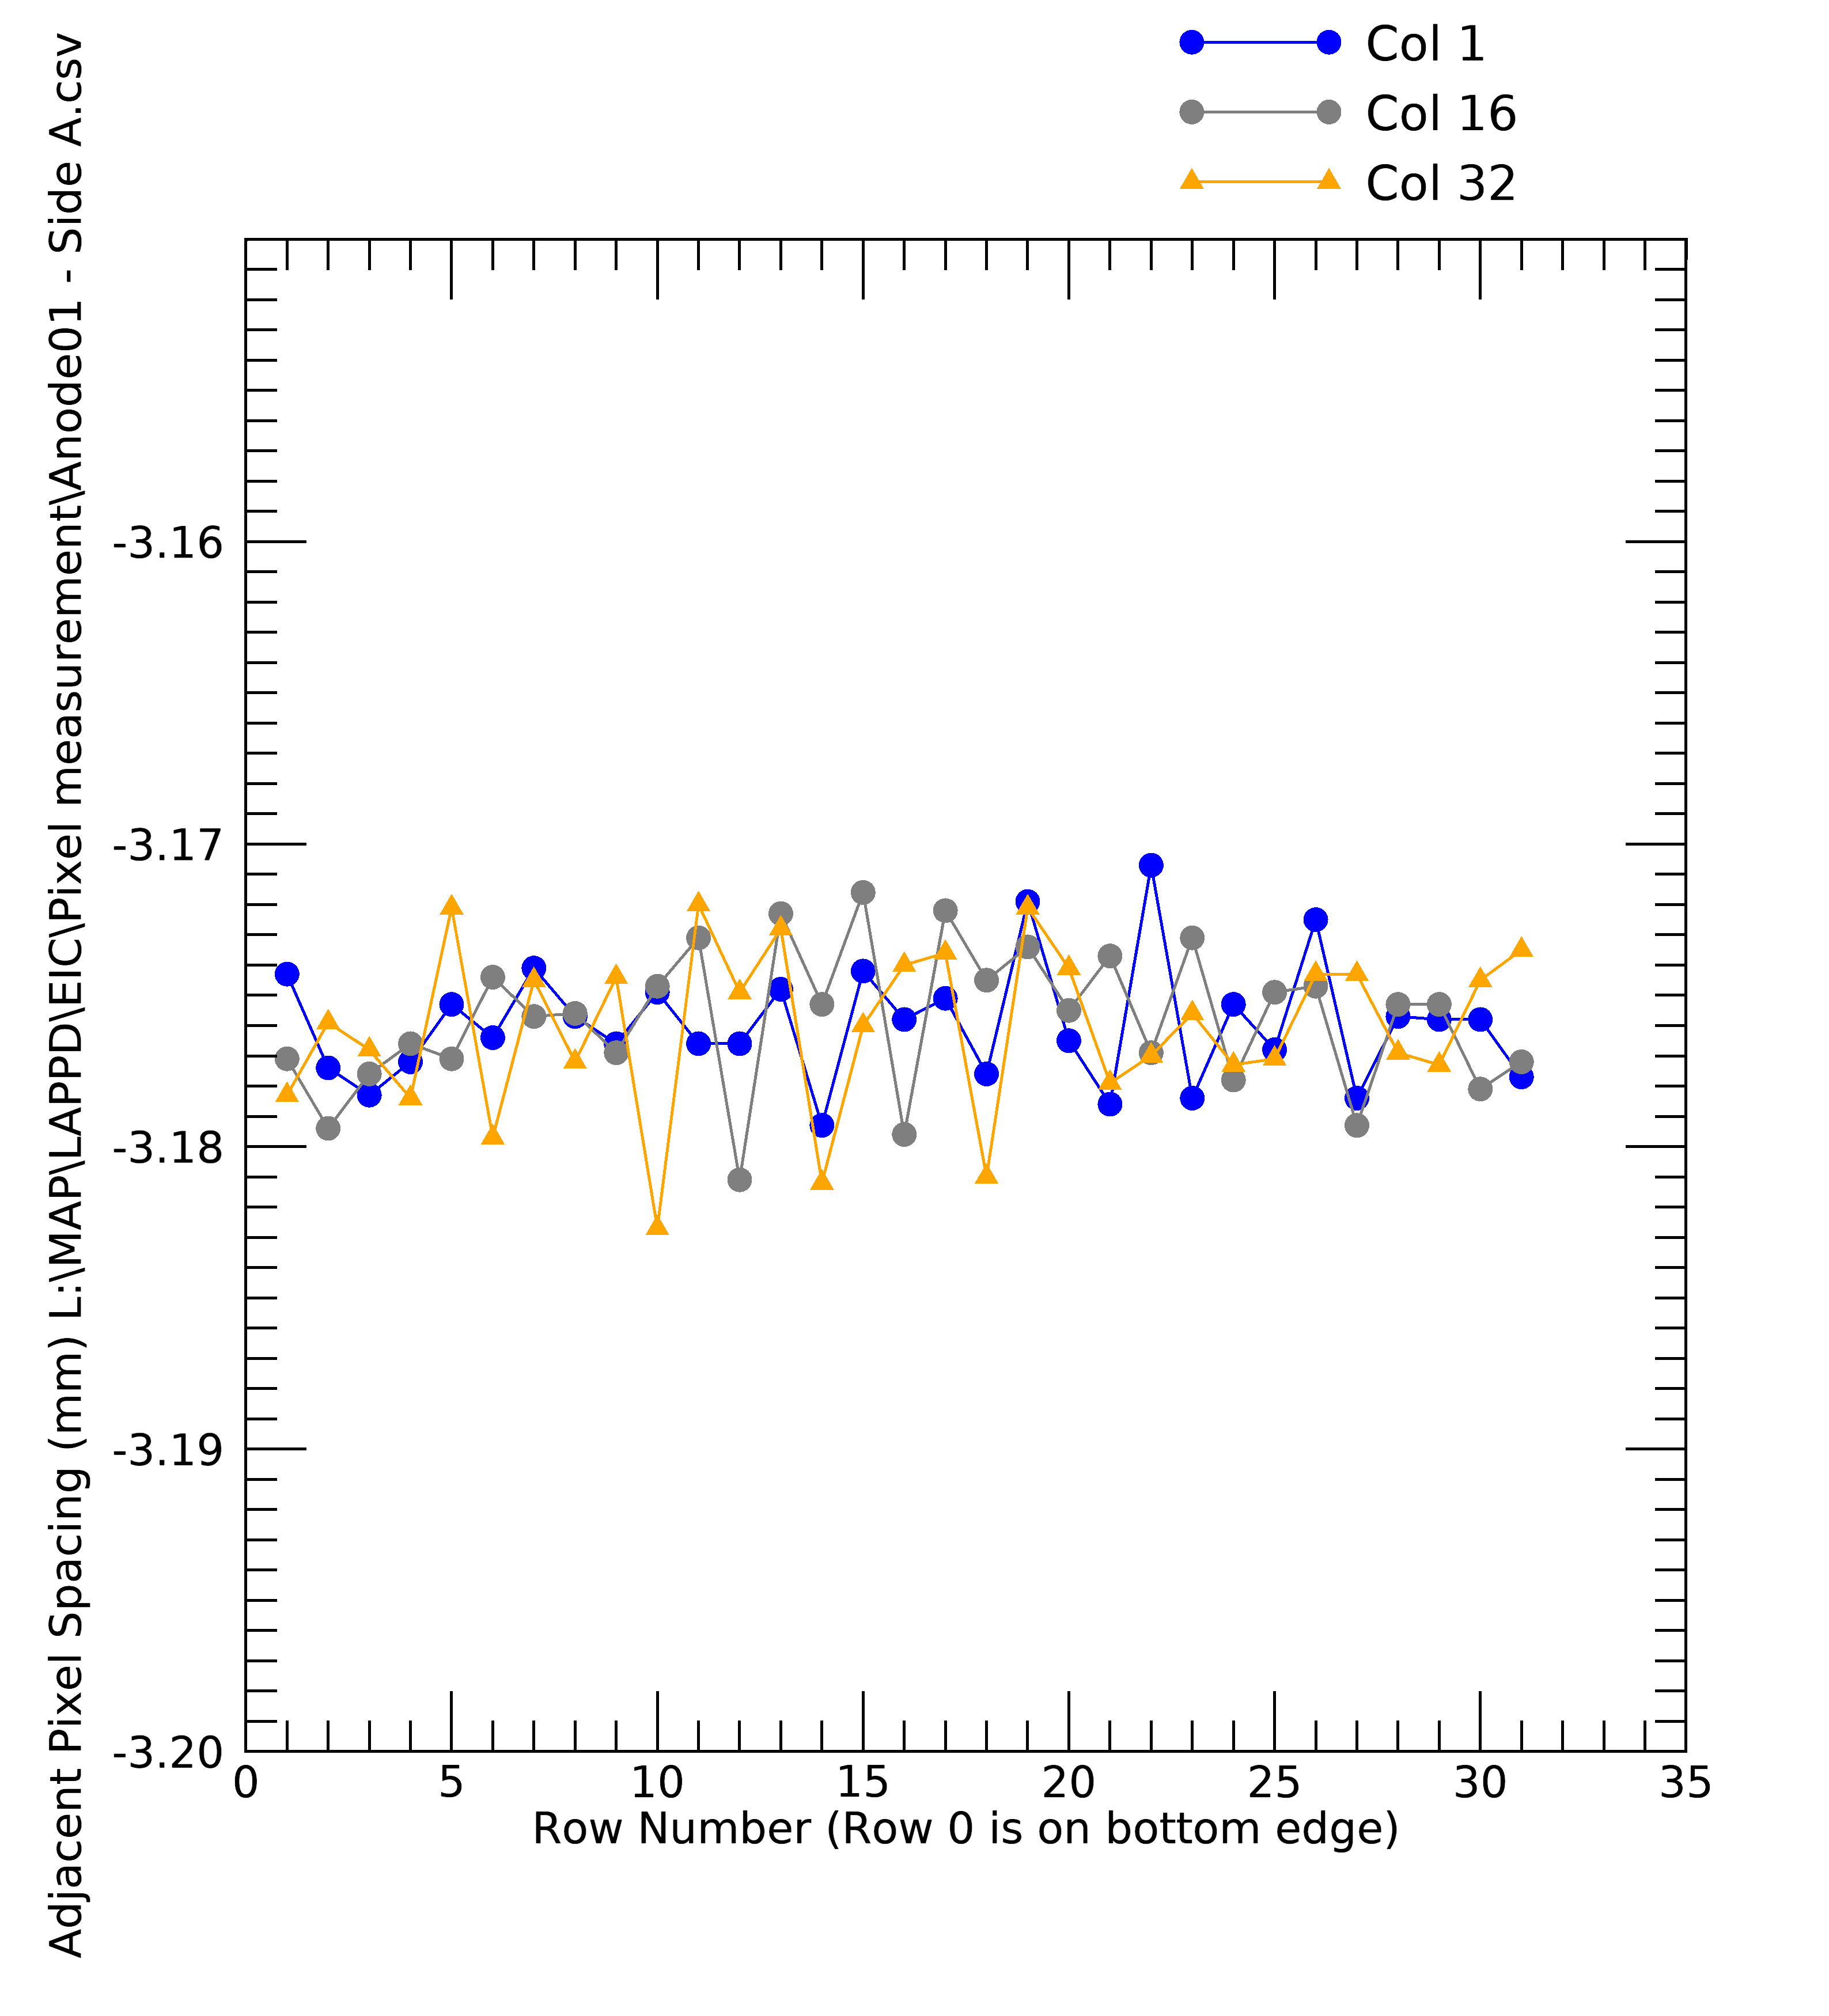 Col 1
Col 16
Col 32
Adjacent Pixel Spacing (mm) L:\MAP\LAPPD\EIC\Pixel measurement\Anode01 - Side A.csv
-3.16
-3.17
-3.18
-3.19
-3.20
0 5 10 15 20 25 30 35
Row Number (Row 0 is on bottom edge)